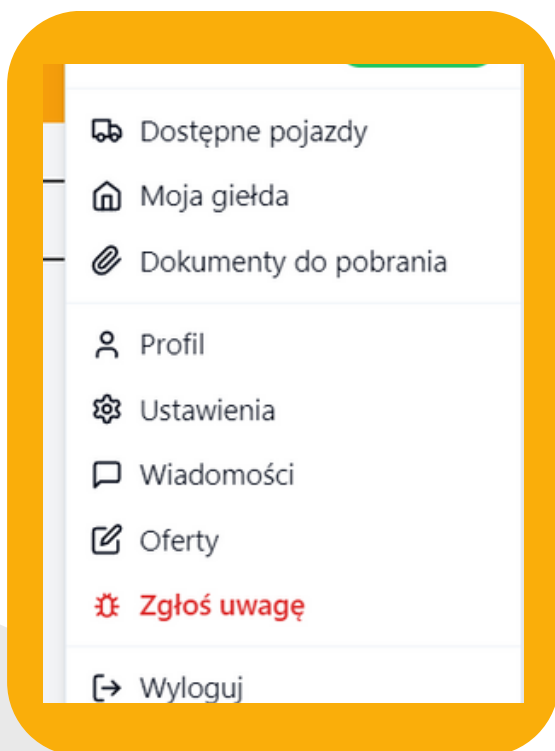 Dostępne pojazdy
Moja giełda
Dokumenty do pobrania
Profil
Ustawienia
Wiadomości
Oferty
Zgłoś uwagę
Wyloguj